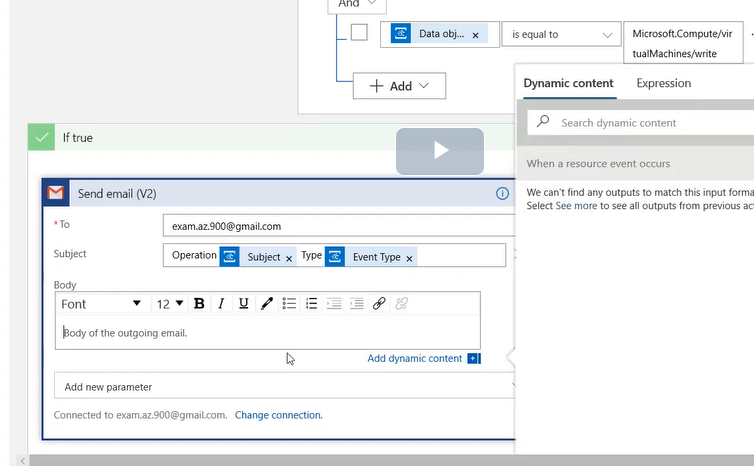 And
Data obj... × is equal to Microsoft.Compute/vir
tualMachines/write
+ Add
Dynamic content Expression
Search dynamic content
If true
When a resource event occurs
Send email (V2)
We can't find any outputs to match this input forma
Select See more to see all outputs from previous ac
* To exam.az.900@gmail.com
Subject Operation Subject × Type Event Type ×
Body
Font 12 B I U
Body of the outgoing email.
Add dynamic content +
Add new parameter
Connected to exam.az.900@gmail.com. Change connection.